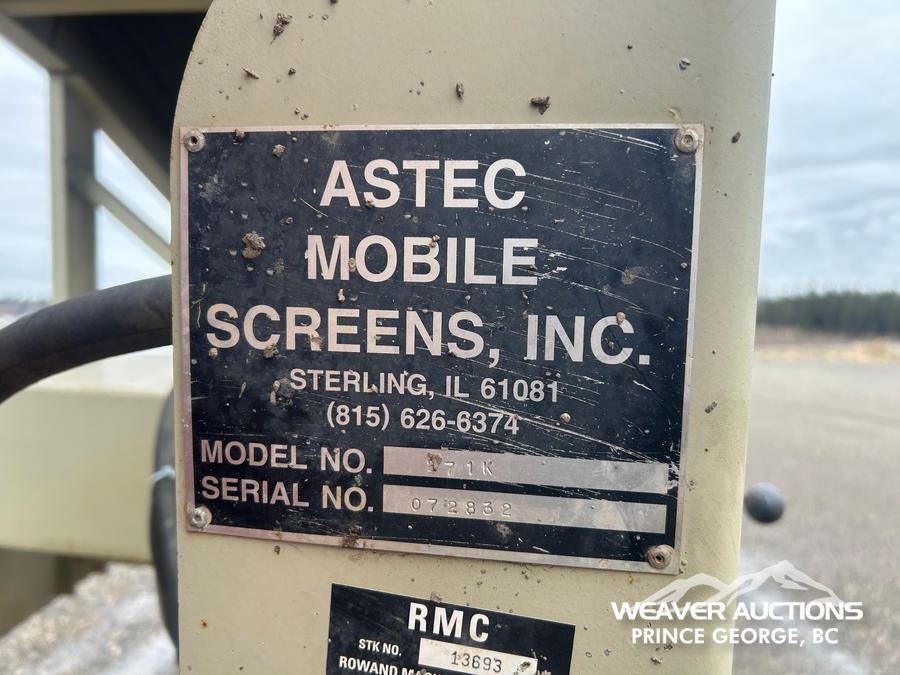 ASTEC
MOBILE
SCREENS, INC.
STERLING, IL 61081
(815) 626-6374
MODEL NO.
SERIAL NO. 072832
RMC
STK NO. 13693
ROWAND
WEAVER AUCTIONS
PRINCE GEORGE, BC